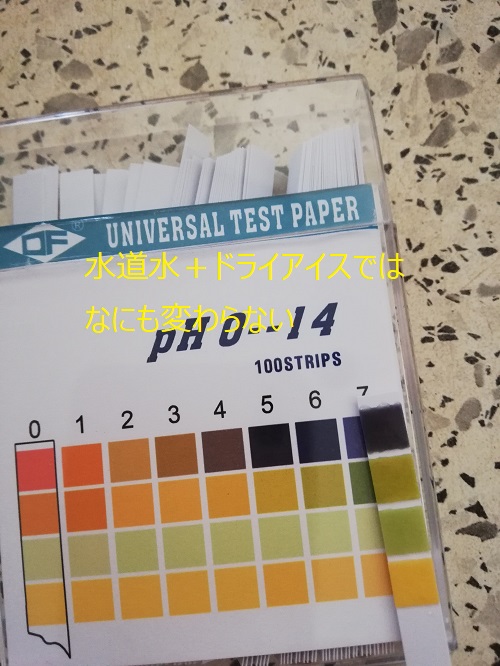 DF ®
UNIVERSAL TEST PAPER
水道水+ドライアイスでは
なにも変わらない
pH 0--14
100STRIPS
0 1 2 3 4 5 6 7